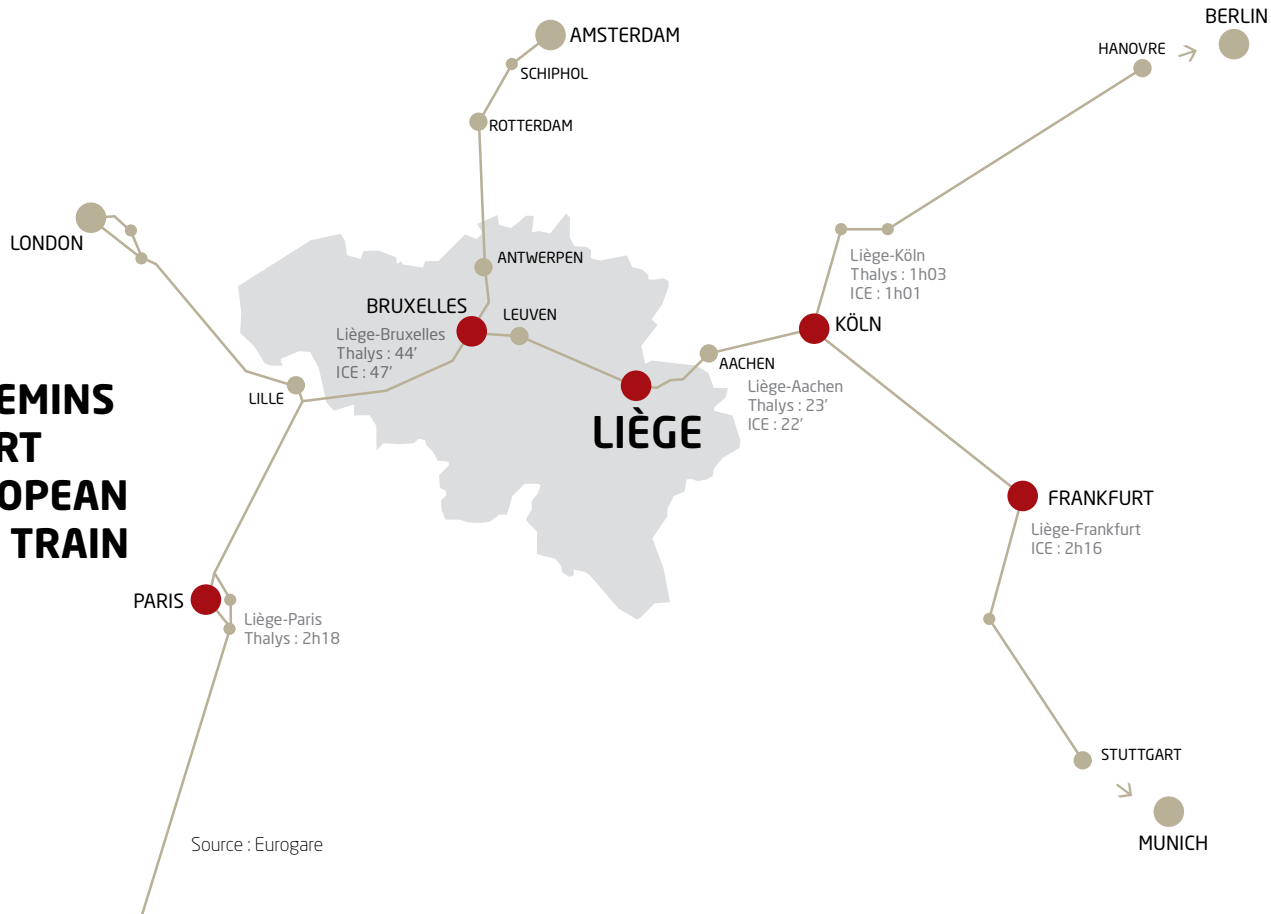 BERLIN
AMSTERDAM
HANOVRE
SCHIPHOL
ROTTERDAM
LONDON
ANTWERPEN
Liège-Köln
Thalys : 1h03
ICE : 1h01
BRUXELLES
LEUVEN
KÖLN
Liège-Bruxelles
Thalys : 44'
ICE : 47'
AACHEN
Liège-Aachen
Thalys : 23'
ICE : 22'
LILLE
LIÈGE
EMINS
RT
OPEAN
TRAIN
FRANKFURT
Liège-Frankfurt
ICE : 2h16
PARIS
Liège-Paris
Thalys : 2h18
STUTTGART
MUNICH
Source : Eurogare